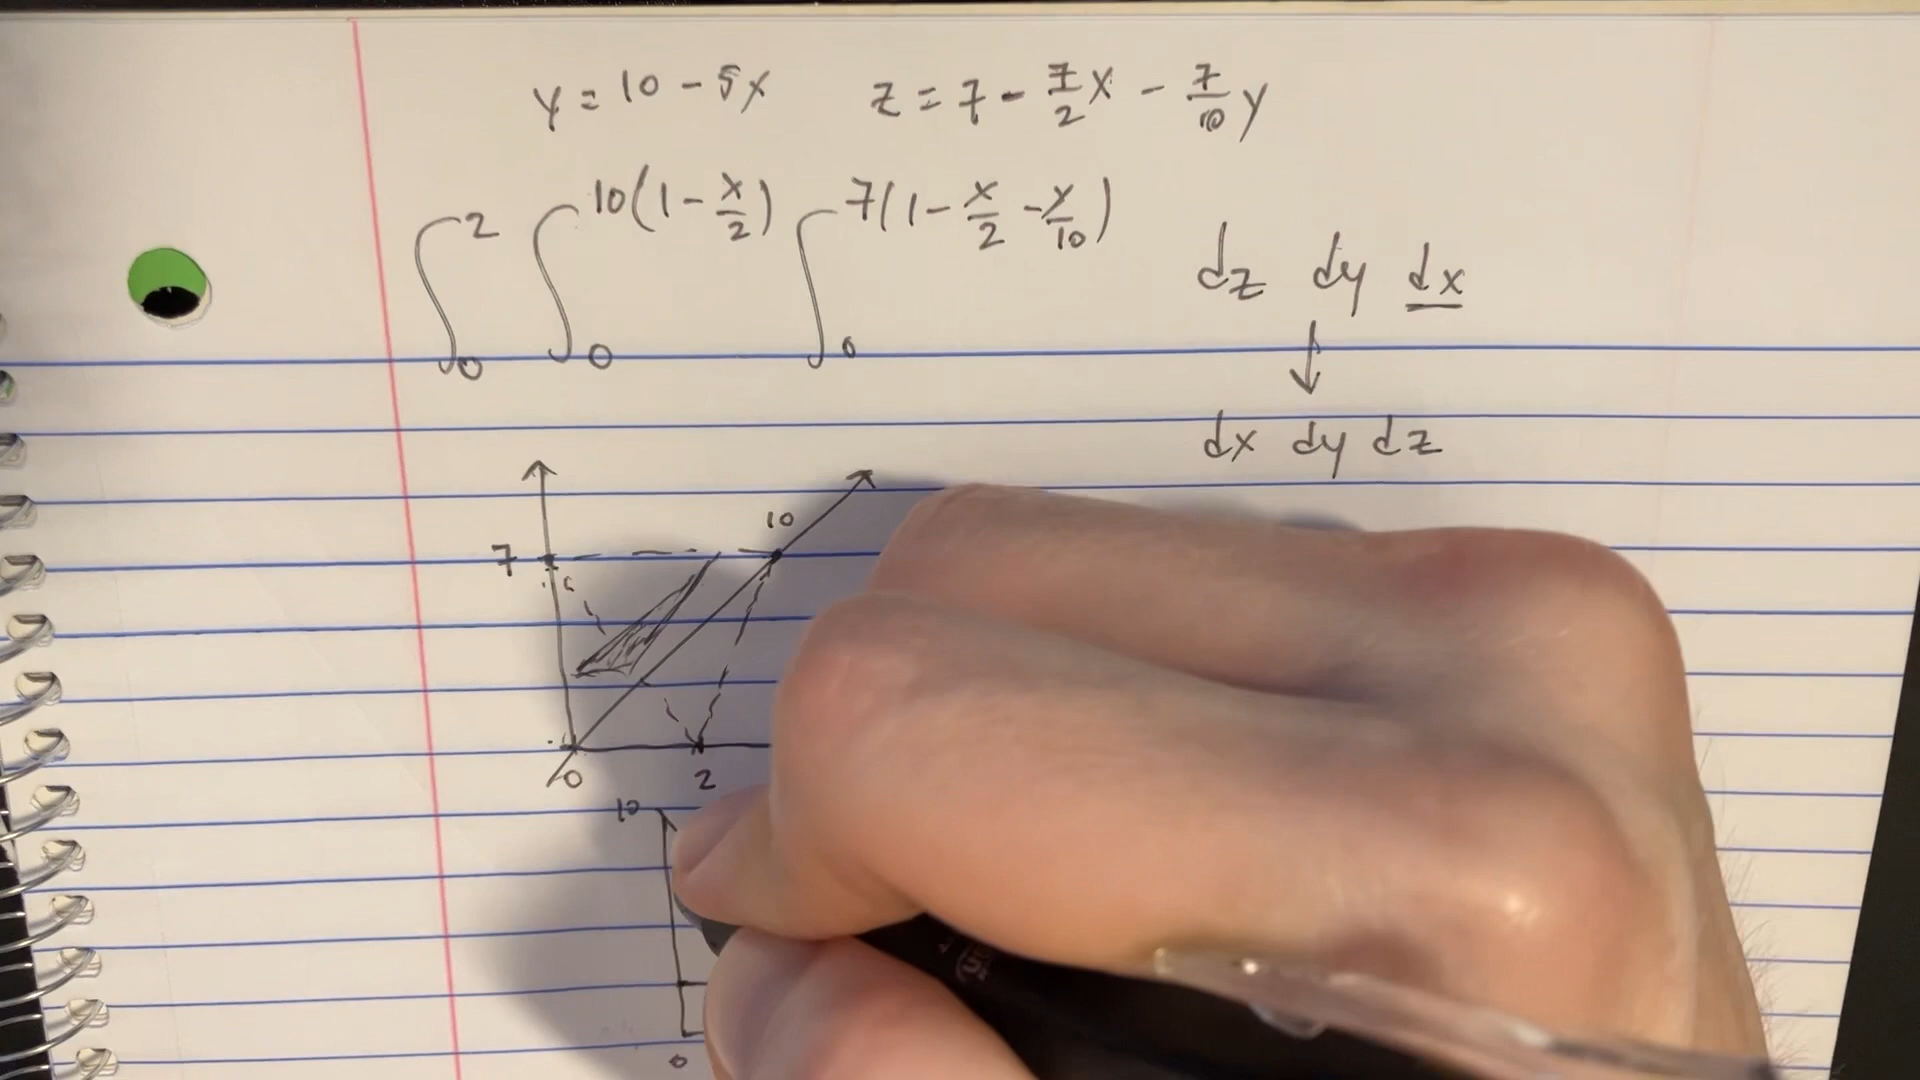 y = 10 - 5x z = 7 - 7/2 x - 7/10 y
∫_0^2 ∫_0^{10(1 - x/2)} ∫_0^{7(1 - x/2 - y/10)} dz dy dx
↓
dx dy dz
10
7
0 2
10
0